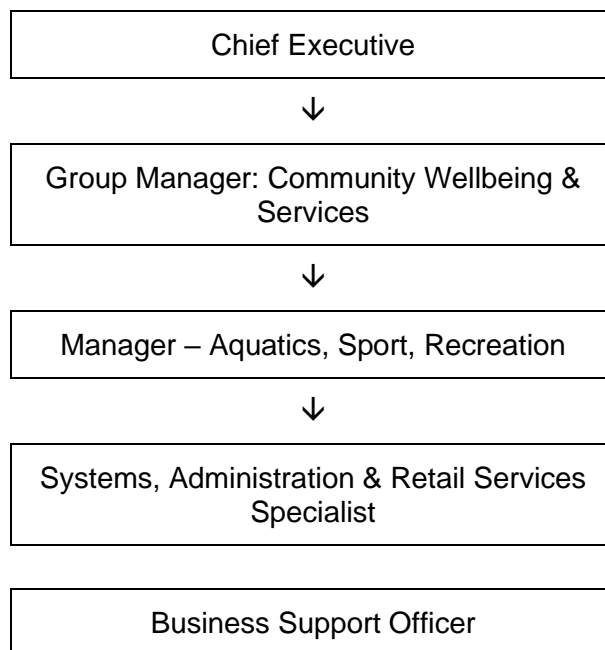 Chief Executive
Group Manager: Community Wellbeing &
Services
Manager – Aquatics, Sport, Recreation
Systems, Administration & Retail Services
Specialist
Business Support Officer